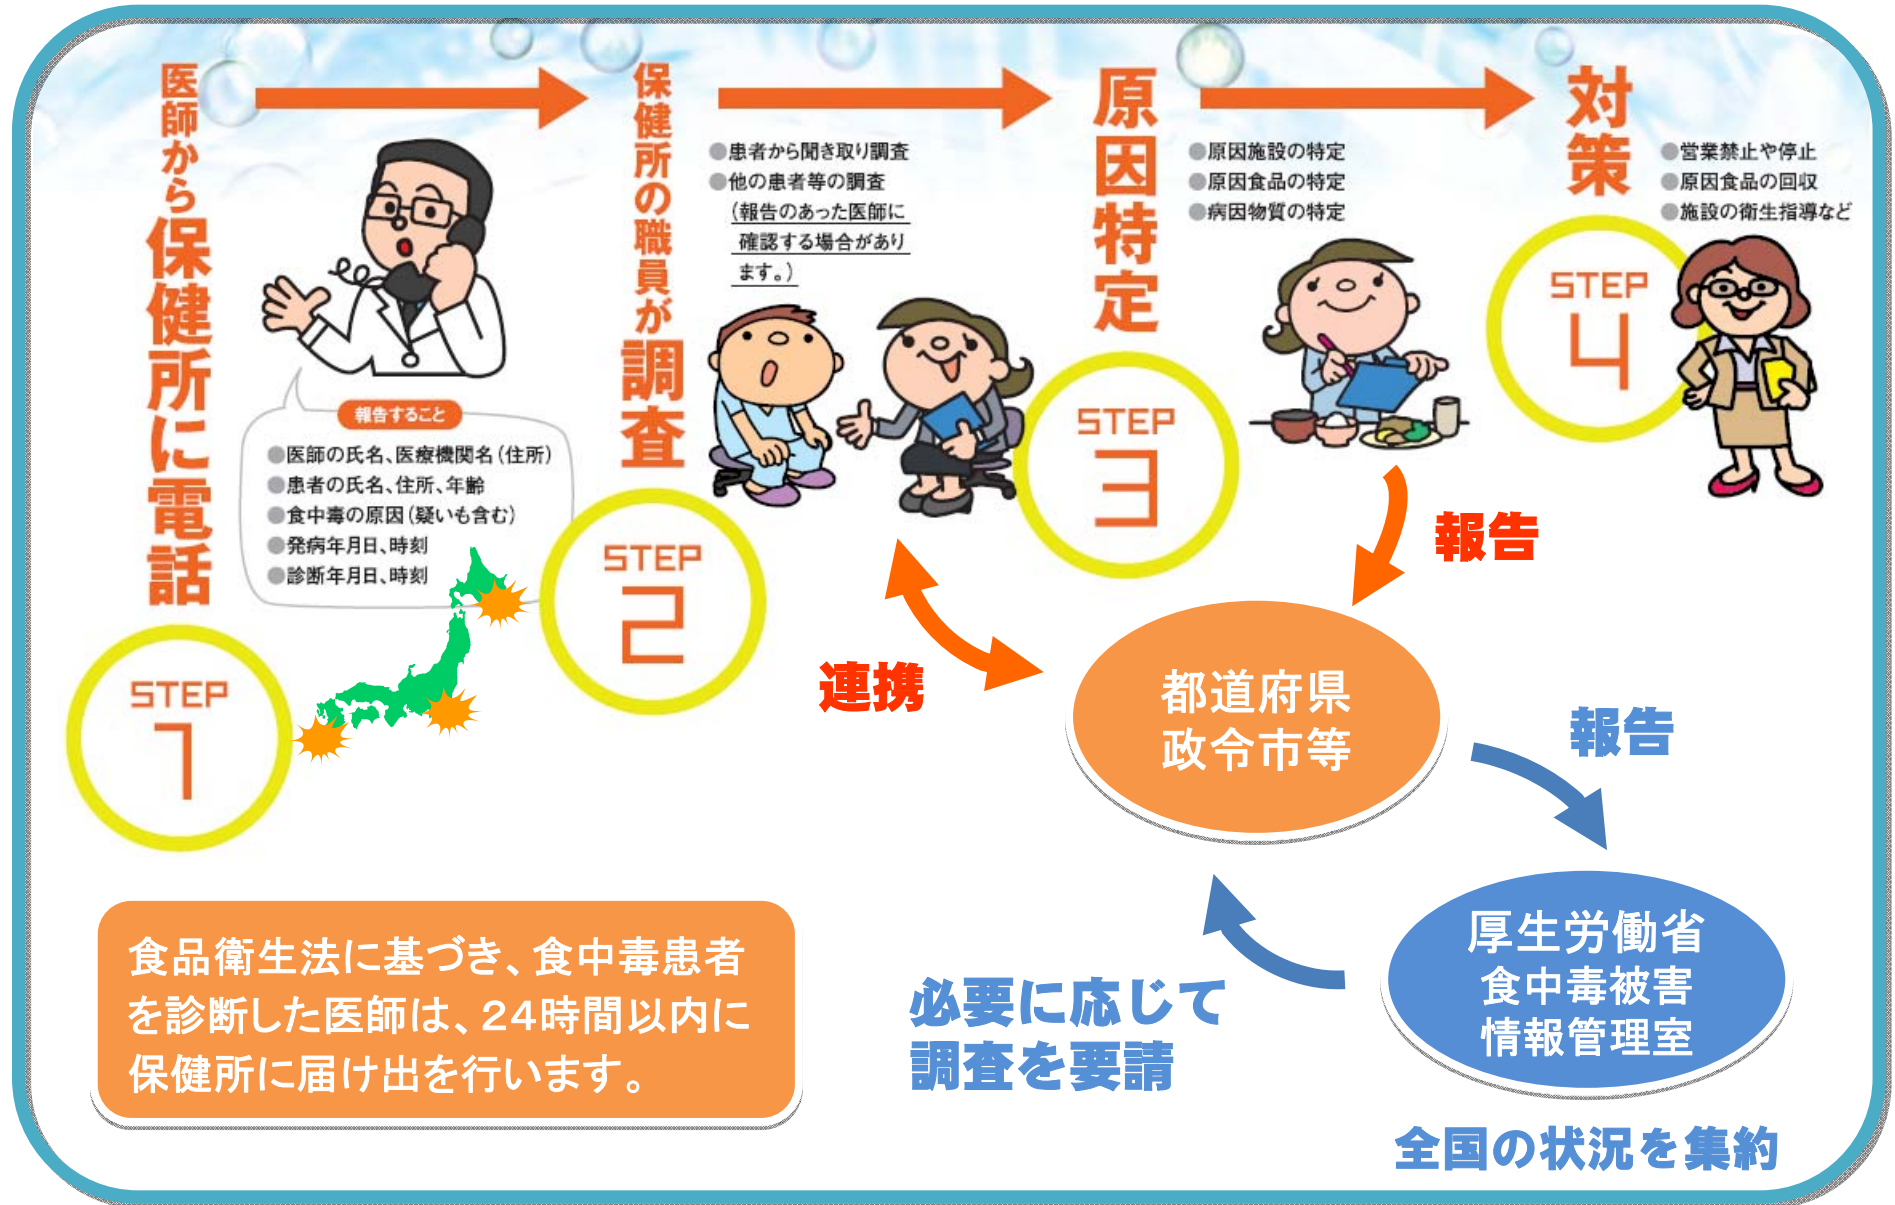 医師から保健所に電話
STEP
1
報告すること
●医師の氏名、医療機関名（住所）
●患者の氏名、住所、年齢
●食中毒の原因（疑いも含む）
●発病年月日、時刻
●診断年月日、時刻
保健所の職員が調査
STEP
2
●患者から聞き取り調査
●他の患者等の調査
（報告のあった医師に
確認する場合があり
ます。）
原因特定
STEP
3
●原因施設の特定
●原因食品の特定
●病因物質の特定
対策
STEP
4
●営業禁止や停止
●原因食品の回収
●施設の衛生指導など
報告
連携
都道府県
政令市等
報告
厚生労働省
食中毒被害
情報管理室
必要に応じて
調査を要請
全国の状況を集約
食品衛生法に基づき、食中毒患者
を診断した医師は、24時間以内に
保健所に届け出を行います。